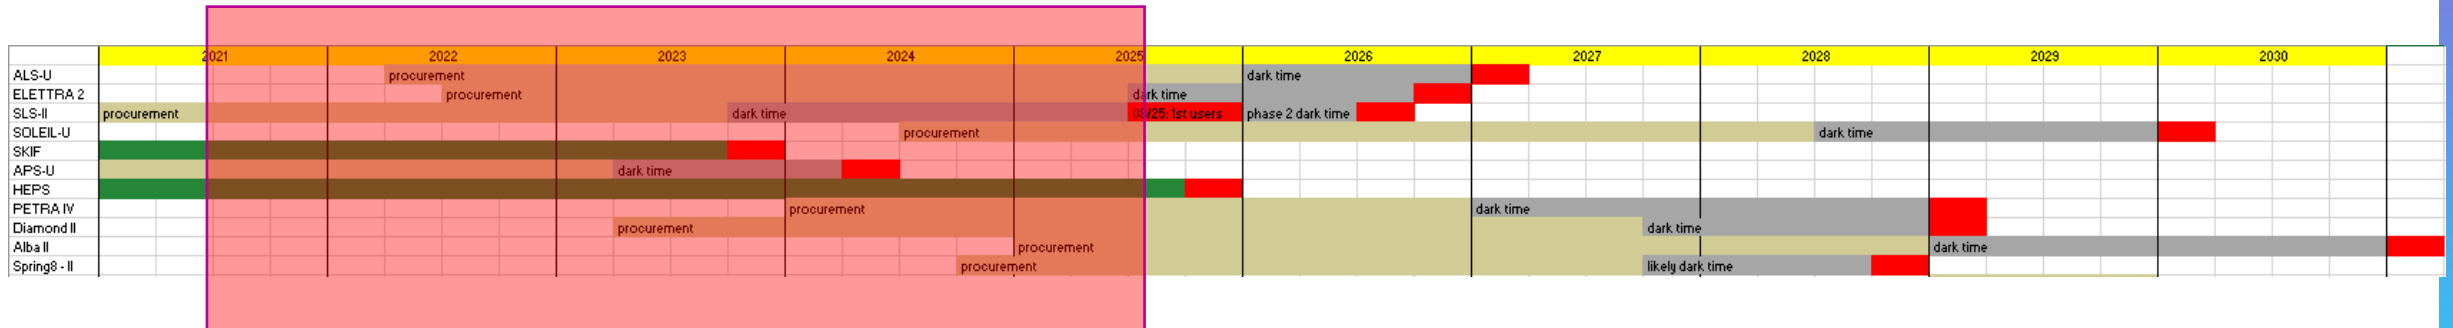 2021 2022 2023 2024 2025 2026 2027 2028 2029 2030
ALS-U procurement dark time
ELETTRA 2 procurement dark time
SLS-II procurement dark time 08/25: 1st users phase 2 dark time
SOLEIL-U procurement dark time
SKIF
APS-U dark time
HEPS
PETRA IV procurement dark time
Diamond II procurement dark time
Alba II procurement dark time
Spring8 - II procurement likely dark time